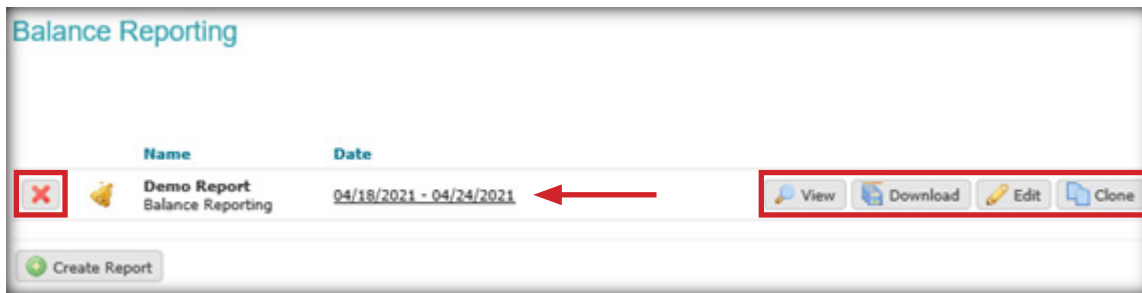 Balance Reporting
Name Date
Demo Report
Balance Reporting
04/18/2021 - 04/24/2021
View Download Edit Clone
Create Report